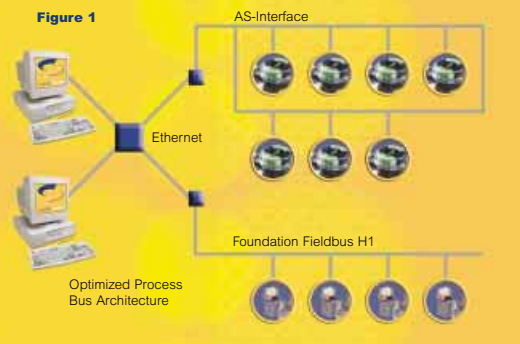 Figure 1
AS-Interface
Ethernet
Foundation Fieldbus H1
Optimized Process
Bus Architecture